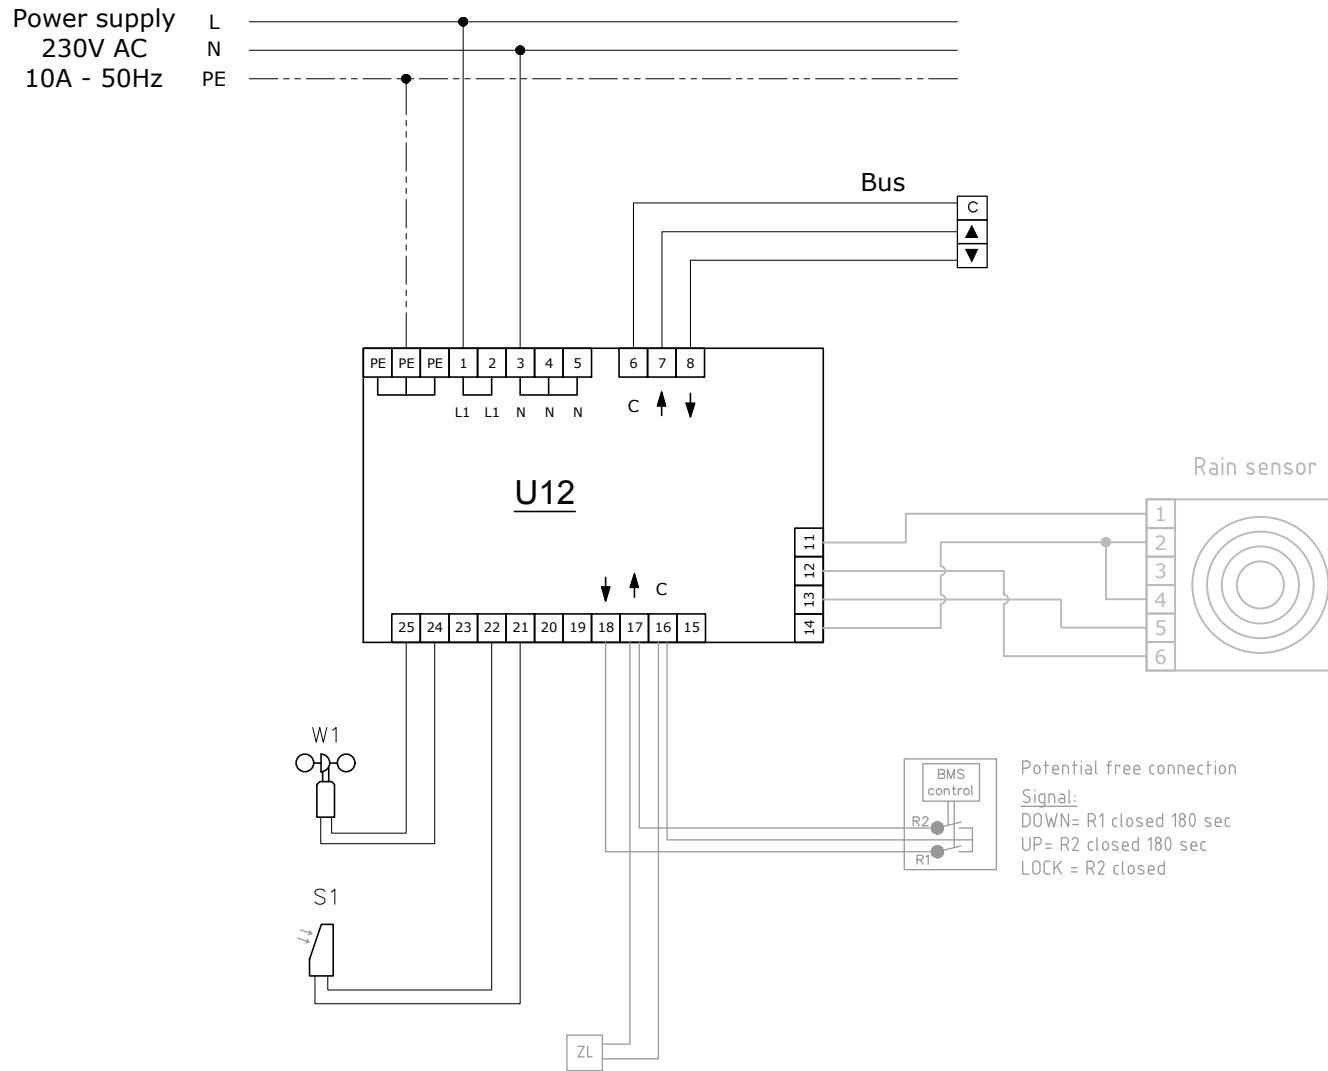 Power supply L
230V AC N
10A - 50Hz PE
Bus
C
▲
▼
PE PE PE 1 2 3 4 5 6 7 8
L1 L1 N N N C
U12
Rain sensor
11
12
13
14
1
2
3
4
5
6
C
25 24 23 22 21 20 19 18 17 16 15
W1
BMS
control
R2
R1
Potential free connection
Signal:
DOWN= R1 closed 180 sec
UP= R2 closed 180 sec
LOCK = R2 closed
S1
ZL